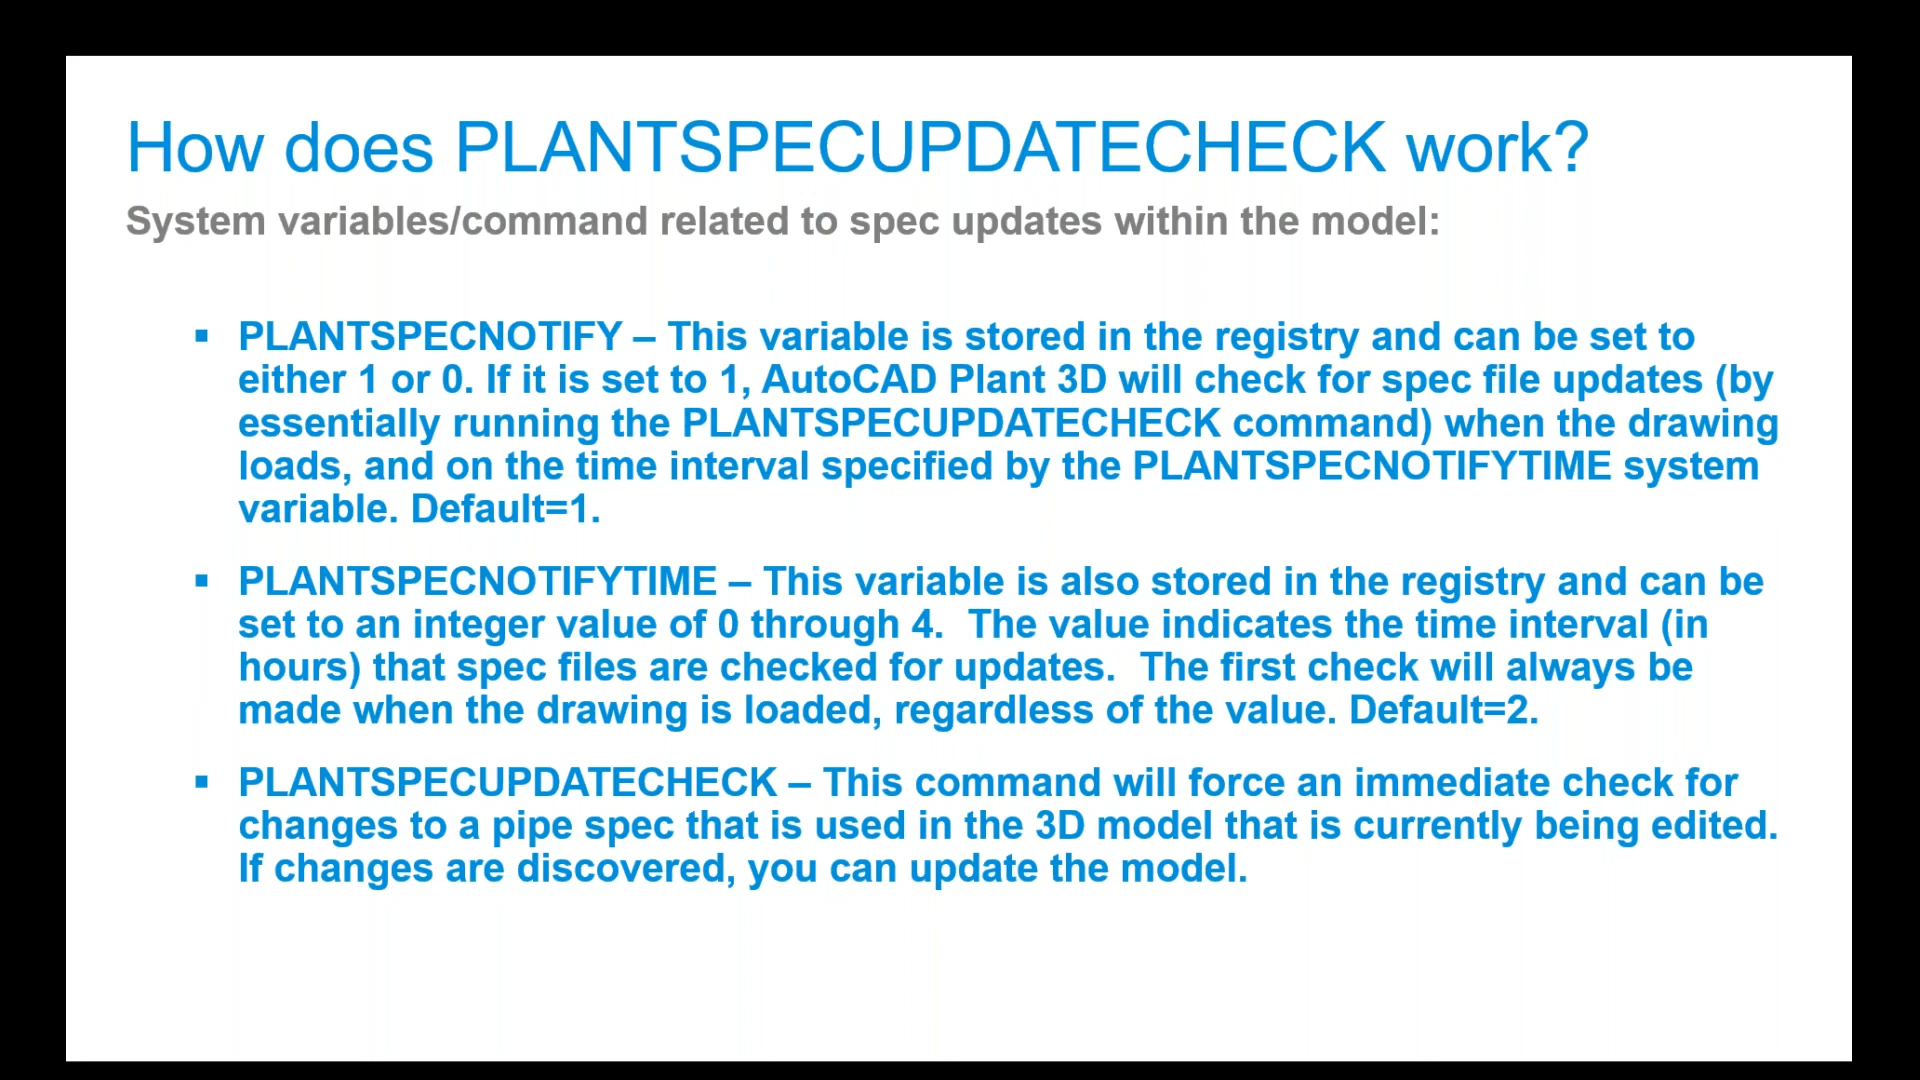 How does PLANTSPECUPDATECHECK work?
System variables/command related to spec updates within the model:
▪ PLANTSPECNOTIFY – This variable is stored in the registry and can be set to
either 1 or 0. If it is set to 1, AutoCAD Plant 3D will check for spec file updates (by
essentially running the PLANTSPECUPDATECHECK command) when the drawing
loads, and on the time interval specified by the PLANTSPECNOTIFYTIME system
variable. Default=1.
▪ PLANTSPECNOTIFYTIME – This variable is also stored in the registry and can be
set to an integer value of 0 through 4.  The value indicates the time interval (in
hours) that spec files are checked for updates.  The first check will always be
made when the drawing is loaded, regardless of the value. Default=2.
▪ PLANTSPECUPDATECHECK – This command will force an immediate check for
changes to a pipe spec that is used in the 3D model that is currently being edited.
If changes are discovered, you can update the model.